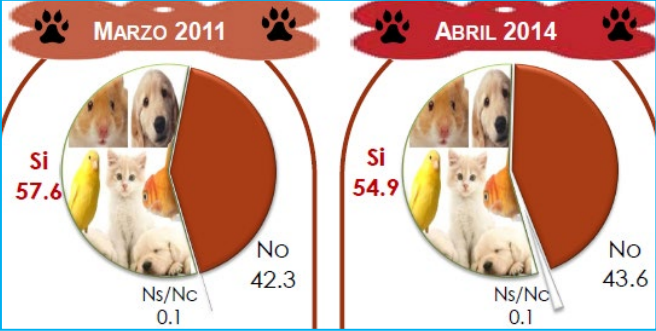 MARZO 2011
Si
57.6
No
42.3
Ns/Nc
0.1
ABRIL 2014
Si
54.9
No
43.6
Ns/Nc
0.1